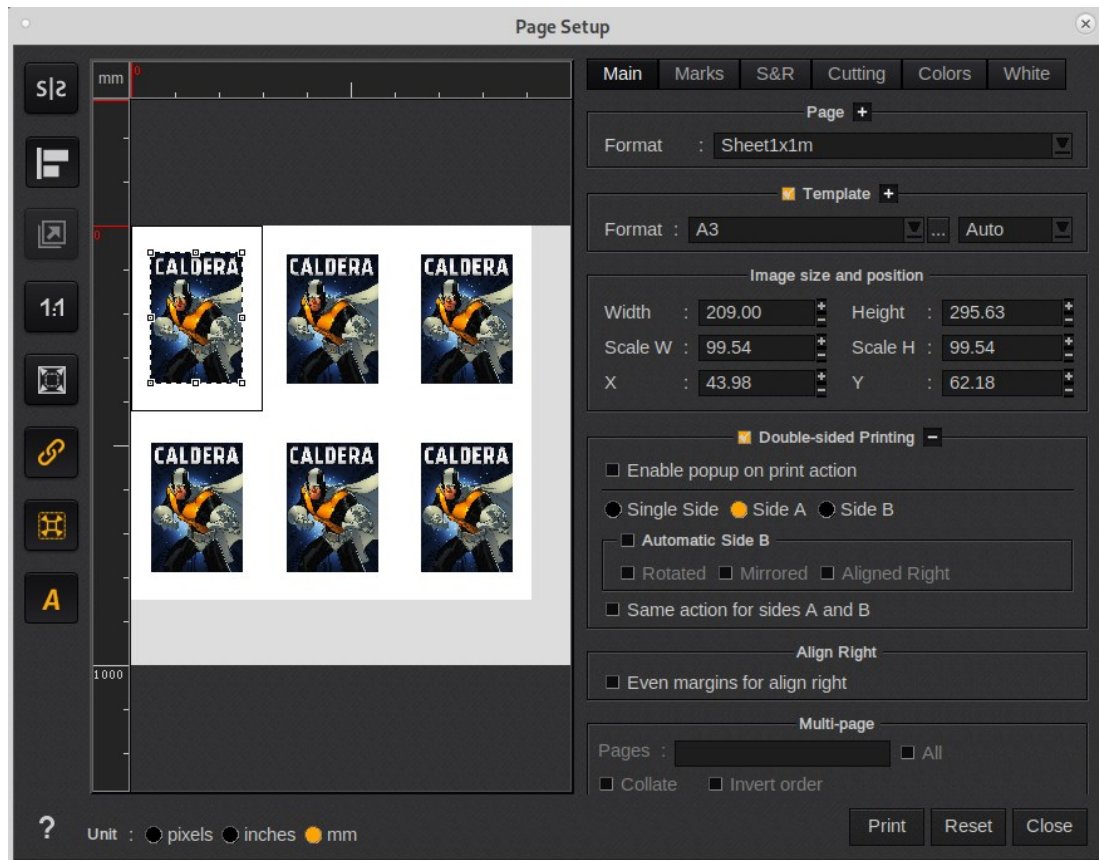 Page Setup
S|S
mm 0
0
1000
1:1
A
CALDERA CALDERA CALDERA
CALDERA CALDERA CALDERA
Main Marks S&R Cutting Colors White
Page +
Format : Sheet1x1m
Template +
Format : A3 ... Auto
Image size and position
Width : 209.00 Height : 295.63
Scale W : 99.54 Scale H : 99.54
X : 43.98 Y : 62.18
Double-sided Printing −
Enable popup on print action
Single Side Side A Side B
Automatic Side B
Rotated Mirrored Aligned Right
Same action for sides A and B
Align Right
Even margins for align right
Multi-page
Pages : All
Collate Invert order
? Unit : pixels inches mm
Print Reset Close